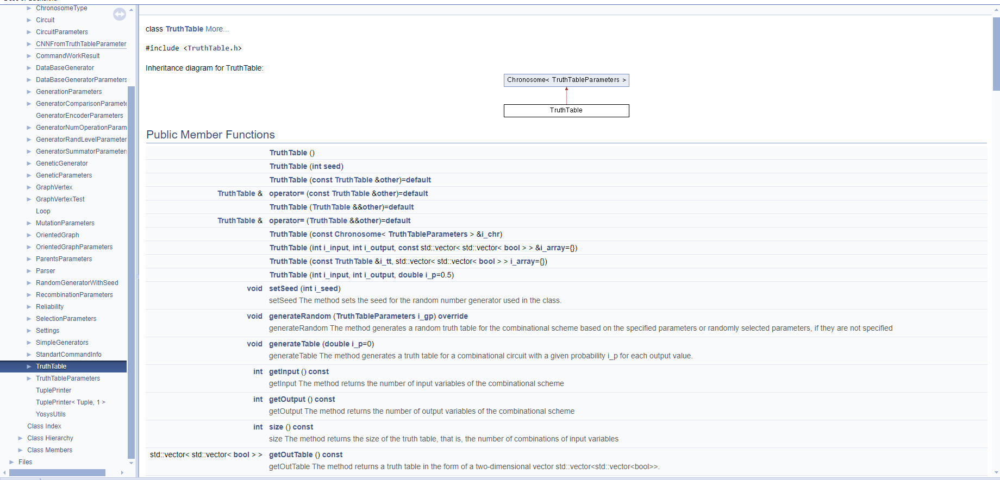 ChromosomeType
Circuit
CircuitParameters
CNNFromTruthTableParameter
CommandWorkResult
DataBaseGenerator
DataBaseGeneratorParameters
GenerationParameters
GeneratorComparisonParamete
GeneratorEncoderParameters
GeneratorNumOperationParam
GeneratorRandLevelParameter
GeneratorSummatorParameter
GeneticGenerator
GeneticParameters
GraphVertex
GraphVertexTest
Loop
MutationParameters
OrientedGraph
OrientedGraphParameters
ParentsParameters
Parser
RandomGeneratorWithSeed
RecombinationParameters
Reliability
SelectionParameters
Settings
SimpleGenerators
StandartCommandInfo
TruthTable
TruthTableParameters
TuplePrinter
TuplePrinter< Tuple, 1 >
YosysUtils
Class Index
Class Hierarchy
Class Members
Files
class TruthTable More...
#include <TruthTable.h>
Inheritance diagram for TruthTable:
Chronosome< TruthTableParameters >
TruthTable
Public Member Functions
TruthTable ()
TruthTable (int seed)
TruthTable (const TruthTable &other)=default
TruthTable & operator= (const TruthTable &other)=default
TruthTable (TruthTable &&other)=default
TruthTable & operator= (TruthTable &&other)=default
TruthTable (const Chronosome< TruthTableParameters > &i_chr)
TruthTable (int i_input, int i_output, const std::vector< std::vector< bool > > &i_array={})
TruthTable (const TruthTable &i_tt, std::vector< std::vector< bool > > i_array={})
TruthTable (int i_input, int i_output, double i_p=0.5)
void setSeed (int i_seed)
setSeed The method sets the seed for the random number generator used in the class.
void generateRandom (TruthTableParameters i_gp) override
generateRandom The method generates a random truth table for the combinational scheme based on the specified parameters or randomly selected parameters, if they are not specified
void generateTable (double i_p=0)
generateTable The method generates a truth table for a combinational circuit with a given probability i_p for each output value.
int getInput () const
getInput The method returns the number of input variables of the combinational scheme
int getOutput () const
getOutput The method returns the number of output variables of the combinational scheme
int size () const
size The method returns the size of the truth table, that is, the number of combinations of input variables
std::vector< std::vector< bool > > getOutTable () const
getOutTable The method returns a truth table in the form of a two-dimensional vector std::vector<std::vector<bool>>.